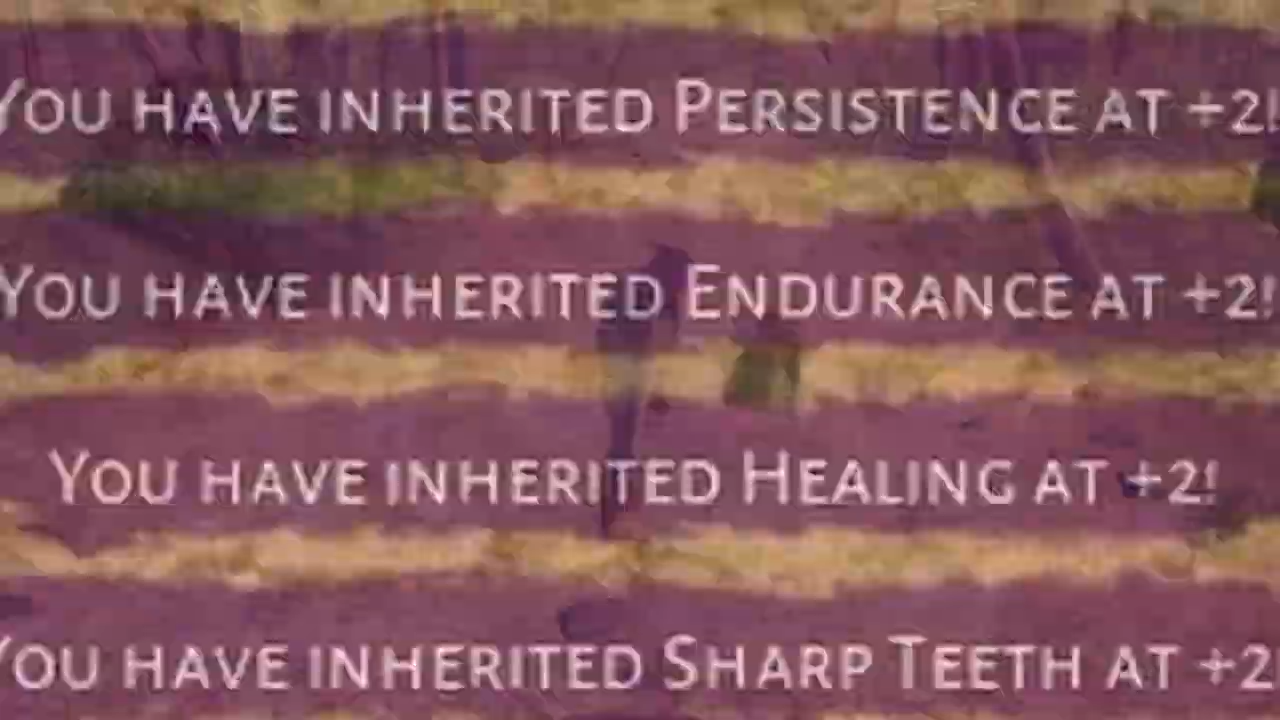 You have inherited Persistence at +2!
You have inherited Endurance at +2!
You have inherited Healing at +2!
You have inherited Sharp Teeth at +2!